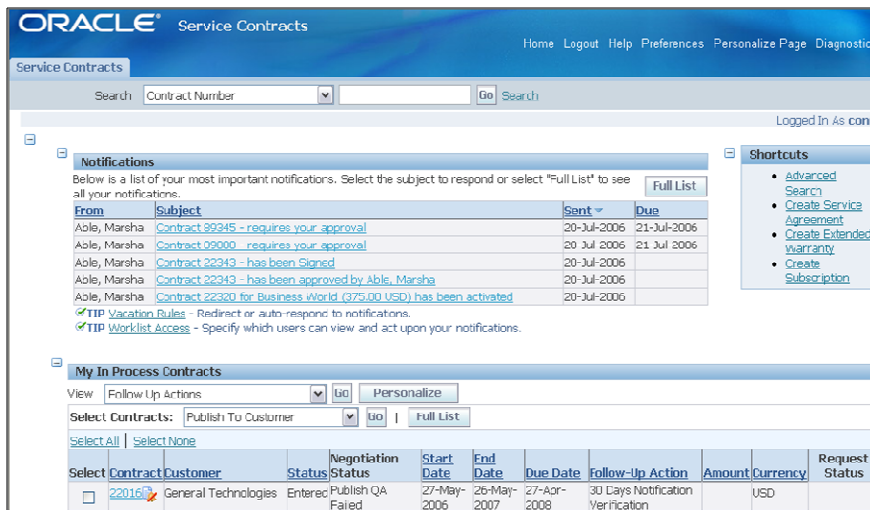 ORACLE® Service Contracts
Home Logout Help Preferences Personalize Page Diagnostic
Service Contracts
Search Contract Number Go Search
Logged In As con
Notifications
Below is a list of your most important notifications. Select the subject to respond or select "Full List" to see
all your notifications.
Full List
From Subject Sent Due
Able, Marsha Contract 89345 - requires your approval 20-Jul-2006 21-Jul-2006
Able, Marsha Contract 09000 - requires your approval 20-Jul-2006 21-Jul-2006
Able, Marsha Contract 22343 - has been Signed 20-Jul-2006
Able, Marsha Contract 22343 - has been approved by Able, Marsha 20-Jul-2006
Able, Marsha Contract 22320 for Business World (375.00 USD) has been activated 20-Jul-2006
TIP Vacation Rules - Redirect or auto-respond to notifications.
TIP Worklist Access - Specify which users can view and act upon your notifications.
Shortcuts
Advanced
Search
Create Service
Agreement
Create Extended
Warranty
Create
Subscription
My In Process Contracts
View Follow Up Actions Go Personalize
Select Contracts: Publish To Customer Go | Full List
Select All | Select None
Negotiation Start End Request
Select Contract Customer Status Status Date Date Due Date Follow-Up Action Amount Currency Status
22016 General Technologies Entered Publish QA 27-May- 26-May- 27-Apr- 30 Days Notification USD
Failed 2006 2007 2008 Verification